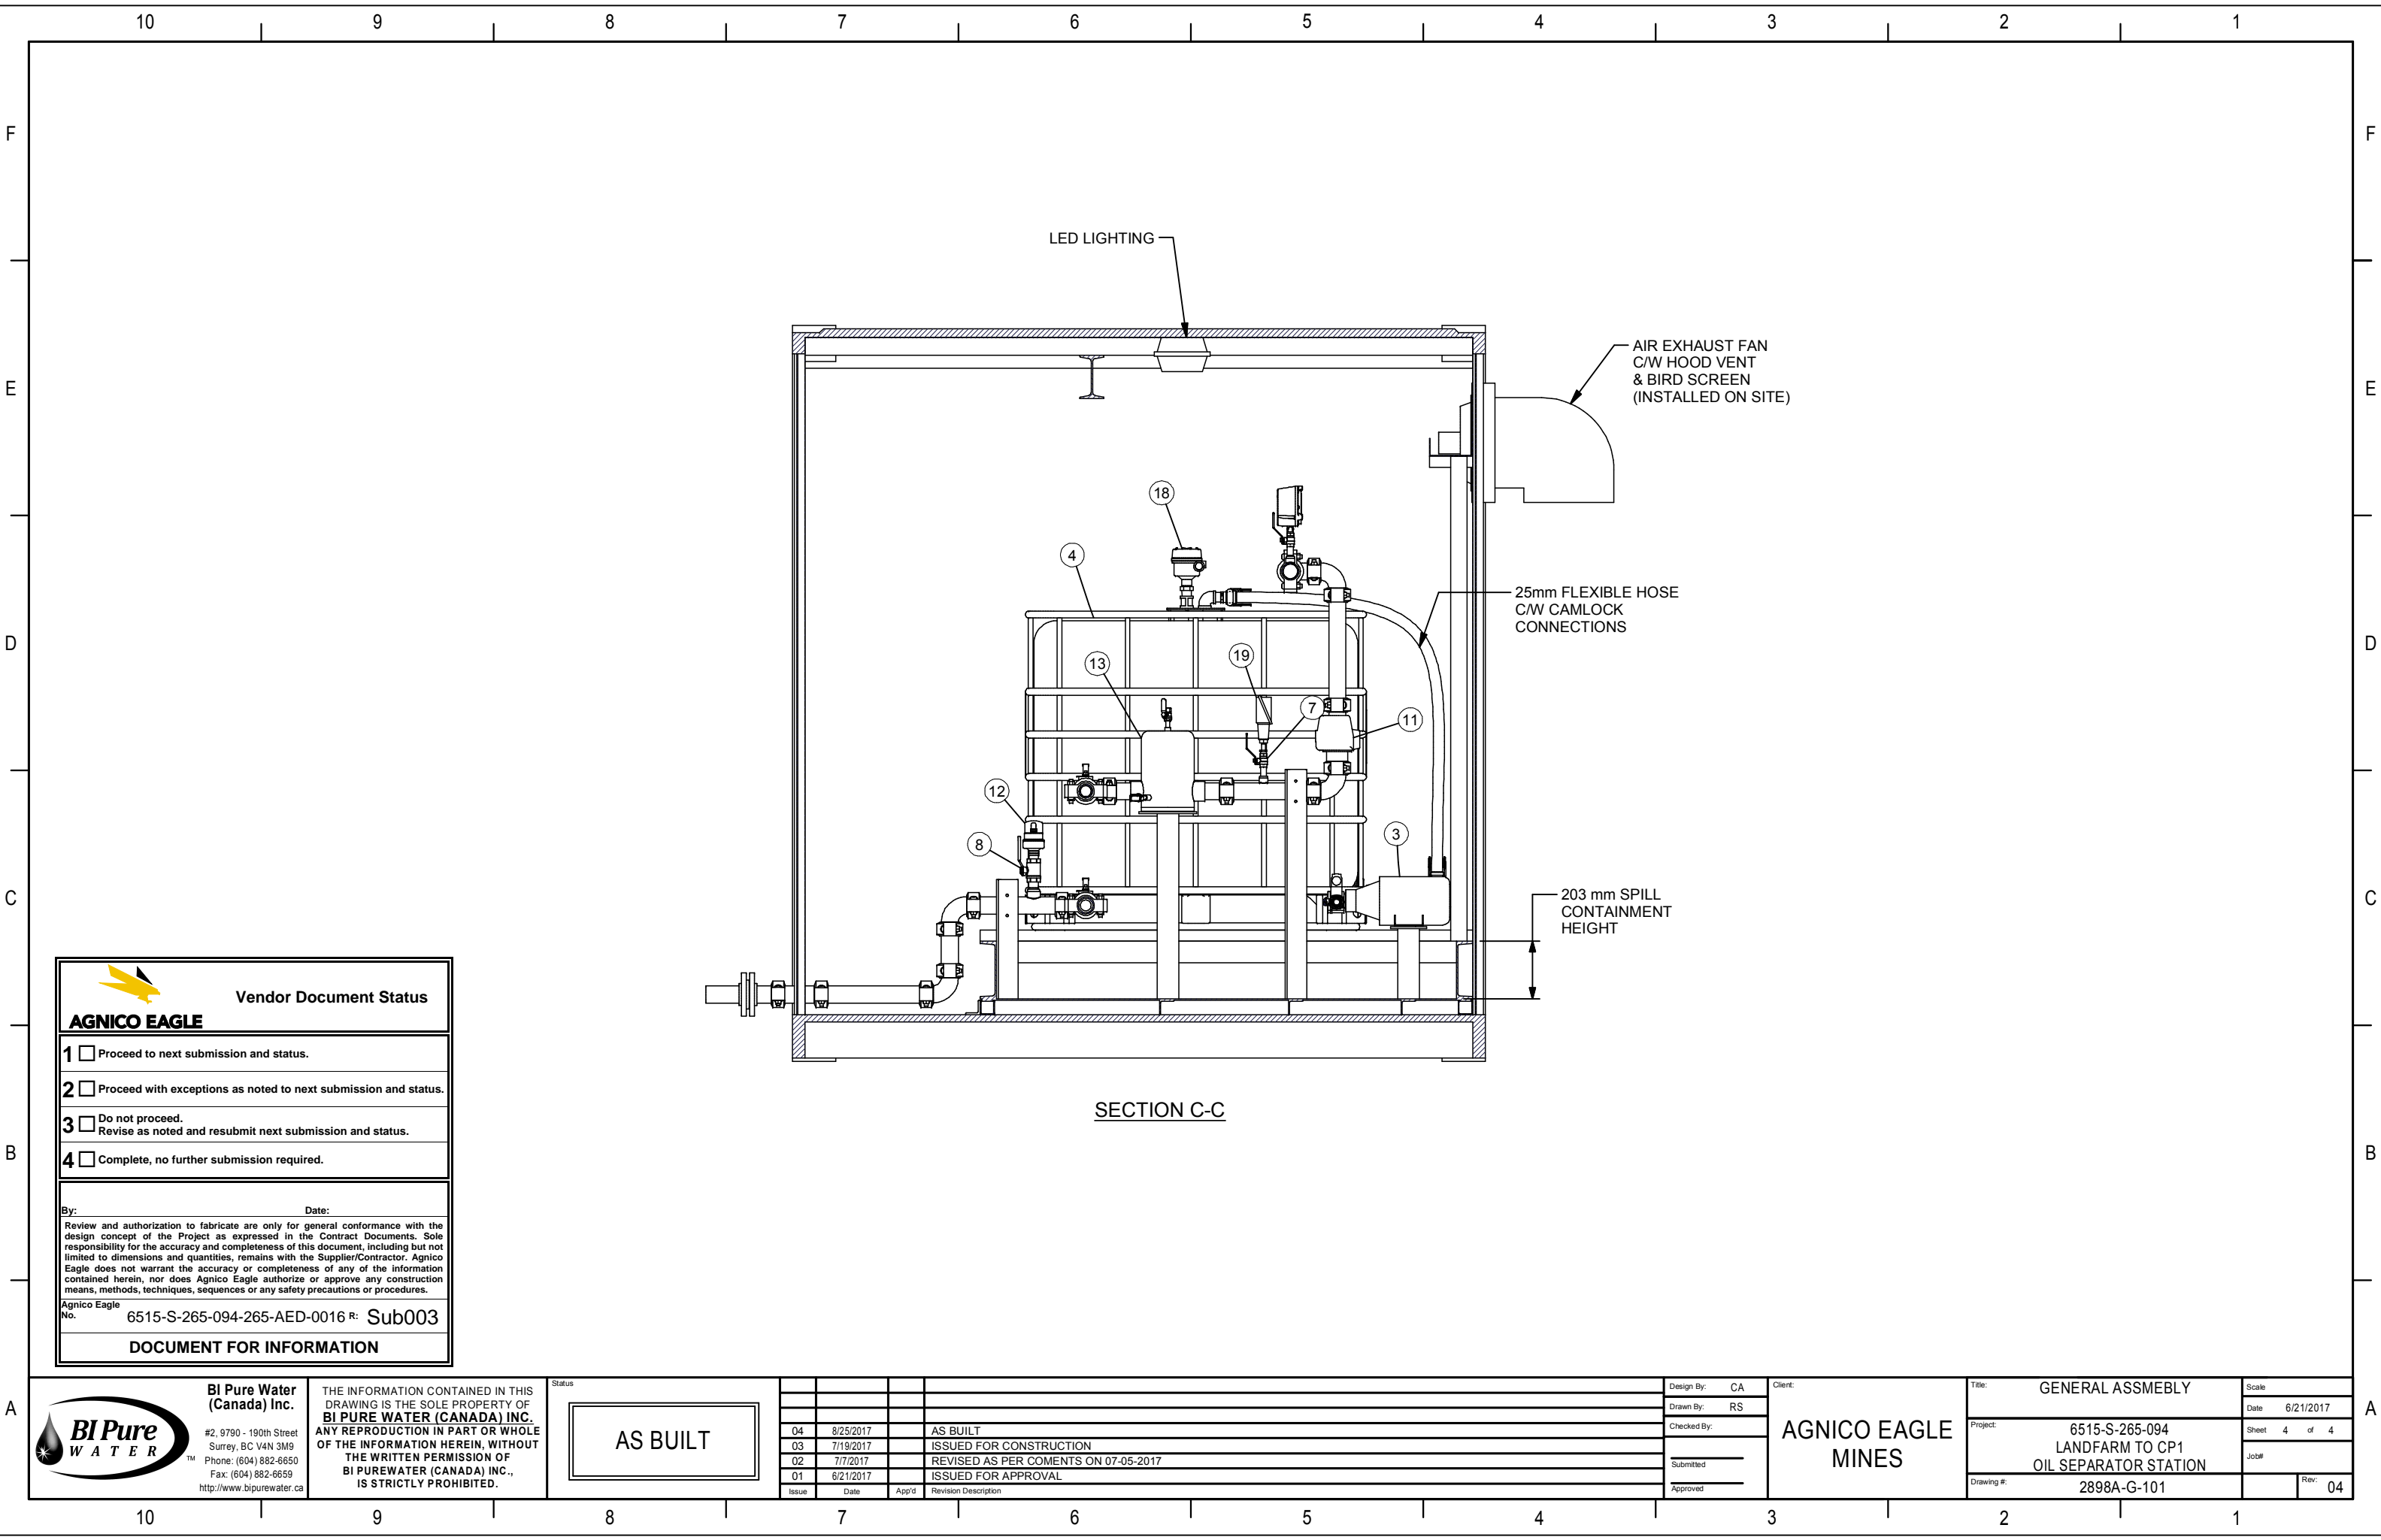 10 9 8 7 6 5 4 3 2 1
F F
LED LIGHTING
AIR EXHAUST FAN
C/W HOOD VENT
& BIRD SCREEN
(INSTALLED ON SITE)
E E
18
4
25mm FLEXIBLE HOSE
C/W CAMLOCK
CONNECTIONS
D D
13
19
7
11
12
8
3
203 mm SPILL
CONTAINMENT
HEIGHT
C C
SECTION C-C
B B
AGNICO EAGLE
Vendor Document Status
1 Proceed to next submission and status.
2 Proceed with exceptions as noted to next submission and status.
3 Do not proceed.
Revise as noted and resubmit next submission and status.
4 Complete, no further submission required.
By: Date:
Review and authorization to fabricate are only for general conformance with the
design concept of the Project as expressed in the Contract Documents. Sole
responsibility for the accuracy and completeness of this document, including but not
limited to dimensions and quantities, remains with the Supplier/Contractor. Agnico
Eagle does not warrant the accuracy or completeness of any of the information
contained herein, nor does Agnico Eagle authorize or approve any construction
means, methods, techniques, sequences or any safety precautions or procedures.
Agnico Eagle
No. 6515-S-265-094-265-AED-0016 R: Sub003
DOCUMENT FOR INFORMATION
A A
BI Pure
WATER
TM
BI Pure Water
(Canada) Inc.
#2, 9790 - 190th Street
Surrey, BC V4N 3M9
Phone: (604) 882-6650
Fax: (604) 882-6659
http://www.bipurewater.ca
THE INFORMATION CONTAINED IN THIS
DRAWING IS THE SOLE PROPERTY OF
BI PURE WATER (CANADA) INC.
ANY REPRODUCTION IN PART OR WHOLE
OF THE INFORMATION HEREIN, WITHOUT
THE WRITTEN PERMISSION OF
BI PUREWATER (CANADA) INC.,
IS STRICTLY PROHIBITED.
Status
AS BUILT
04 8/25/2017 AS BUILT
03 7/19/2017 ISSUED FOR CONSTRUCTION
02 7/7/2017 REVISED AS PER COMENTS ON 07-05-2017
01 6/21/2017 ISSUED FOR APPROVAL
Issue Date App'd Revision Description
Design By: CA
Drawn By: RS
Checked By:
Submitted
Approved
Client:
AGNICO EAGLE
MINES
Title: GENERAL ASSMEBLY
Project: 6515-S-265-094
LANDFARM TO CP1
OIL SEPARATOR STATION
Drawing #: 2898A-G-101
Scale
Date 6/21/2017
Sheet 4 of 4
Job#
Rev: 04
10 9 8 7 6 5 4 3 2 1